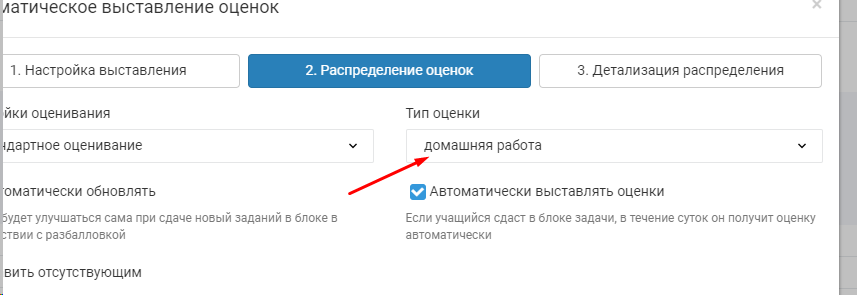 матическое выставление оценок
×
1. Настройка выставления
2. Распределение оценок
3. Детализация распределения
йки оценивания
Тип оценки
ндартное оценивание
домашняя работа
томатически обновлять
Автоматически выставлять оценки
будет улучшаться сама при сдаче новый заданий в блоке в
ствии с разбалловкой
Если учащийся сдаст в блоке задачи, в течение суток он получит оценку
автоматически
вить отсутствующим